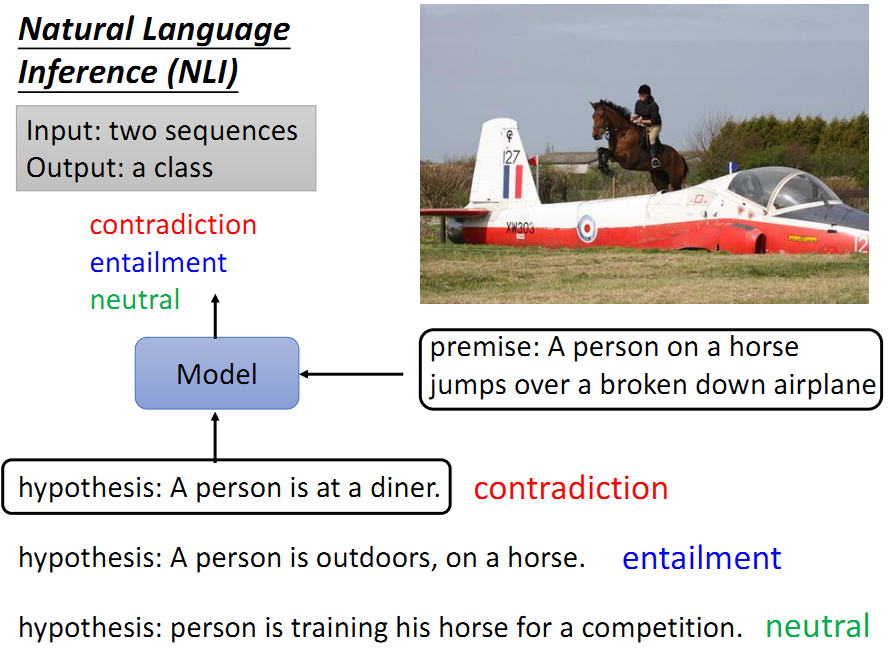 Natural Language
Inference (NLI)
Input: two sequences
Output: a class
contradiction
entailment
neutral
Model
127
XW303
12
premise: A person on a horse
jumps over a broken down airplane
hypothesis: A person is at a diner.
contradiction
hypothesis: A person is outdoors, on a horse.
entailment
hypothesis: person is training his horse for a competition.
neutral